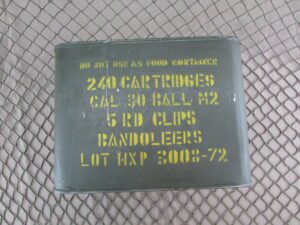 DO NOT USE AS FOOD CONTAINER
240 CARTRIDGES
CAL 30 BALL M2
5 RD CLIPS
BANDOLEERS
LOT HXP 3008-72